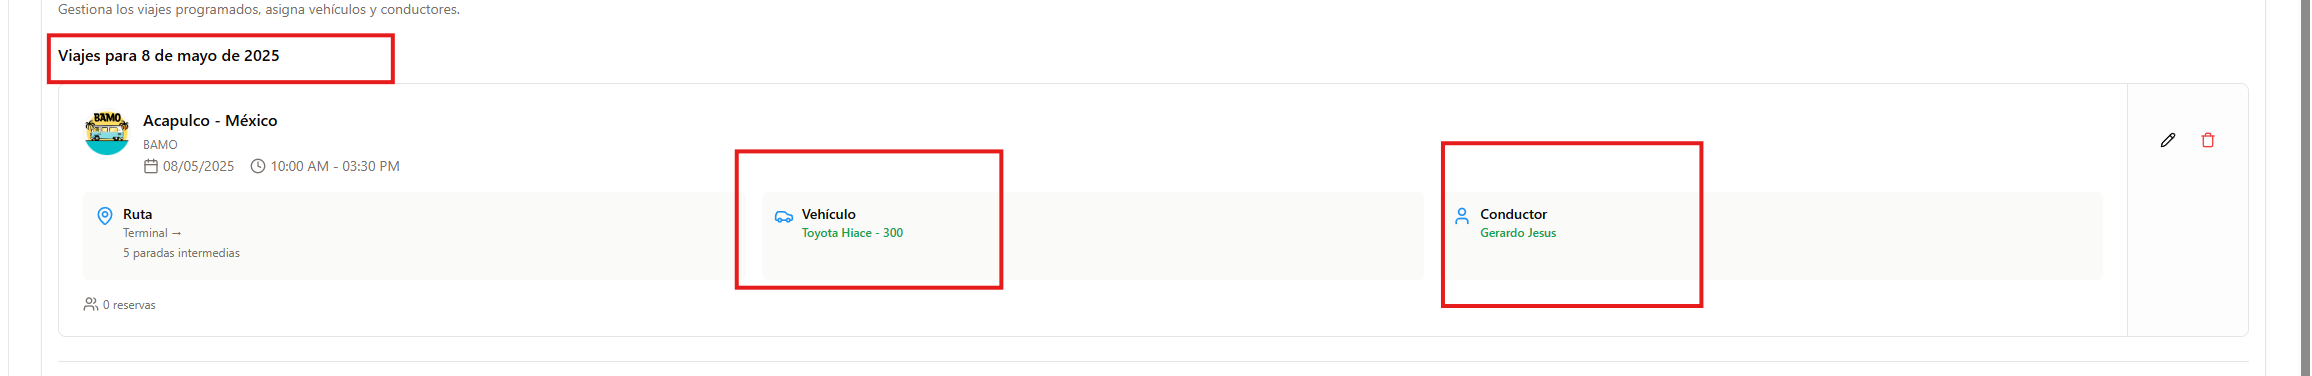 Gestiona los viajes programados, asigna vehículos y conductores.
Viajes para 8 de mayo de 2025
BAMO
Acapulco - México
BAMO
08/05/2025 10:00 AM - 03:30 PM
Ruta
Terminal →
5 paradas intermedias
Vehículo
Toyota Hiace - 300
Conductor
Gerardo Jesus
0 reservas